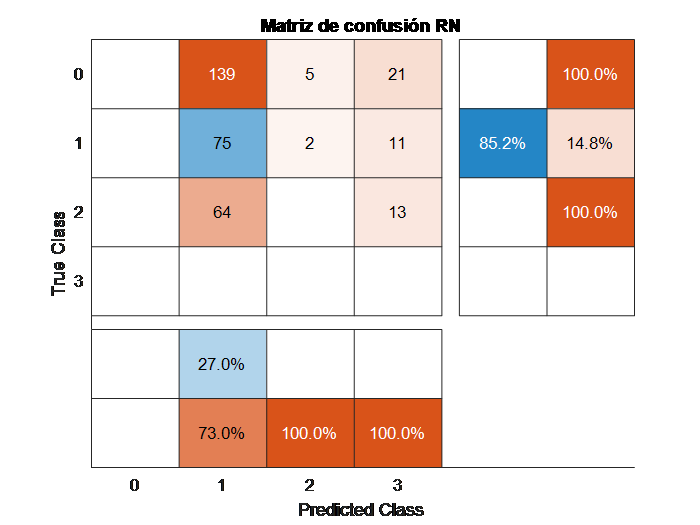 Matriz de confusión RN
0 139 5 21 100.0%
1 75 2 11 85.2% 14.8%
2 64 13 100.0%
3
True Class
27.0%
73.0% 100.0% 100.0%
0 1 2 3
Predicted Class